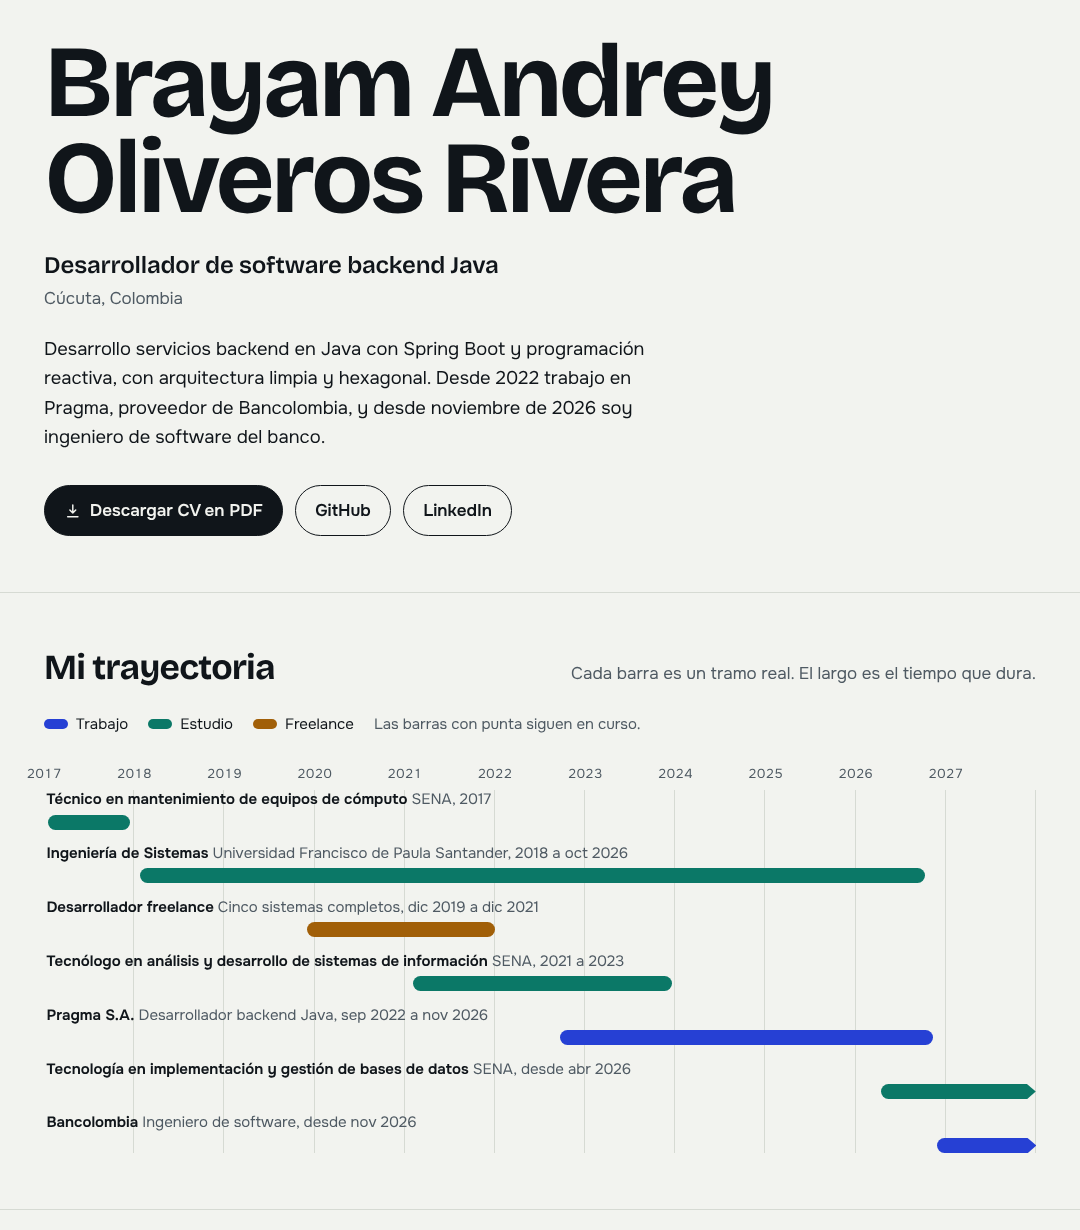 Brayam Andrey
Oliveros Rivera
Desarrollador de software backend Java
Cúcuta, Colombia
Desarrollo servicios backend en Java con Spring Boot y programación
reactiva, con arquitectura limpia y hexagonal. Desde 2022 trabajo en
Pragma, proveedor de Bancolombia, y desde noviembre de 2026 soy
ingeniero de software del banco.
Descargar CV en PDF GitHub LinkedIn
Mi trayectoria
Cada barra es un tramo real. El largo es el tiempo que dura.
Trabajo Estudio Freelance Las barras con punta siguen en curso.
2017 2018 2019 2020 2021 2022 2023 2024 2025 2026 2027
Técnico en mantenimiento de equipos de cómputo SENA, 2017
Ingeniería de Sistemas Universidad Francisco de Paula Santander, 2018 a oct 2026
Desarrollador freelance Cinco sistemas completos, dic 2019 a dic 2021
Tecnólogo en análisis y desarrollo de sistemas de información SENA, 2021 a 2023
Pragma S.A. Desarrollador backend Java, sep 2022 a nov 2026
Tecnología en implementación y gestión de bases de datos SENA, desde abr 2026
Bancolombia Ingeniero de software, desde nov 2026